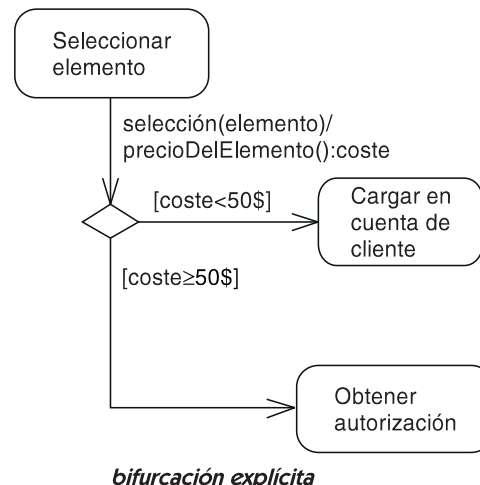 Seleccionar
elemento
selección(elemento)/
precioDelElemento():coste
[coste<50$]
Cargar en
cuenta de
cliente
[coste≥50$]
Obtener
autorización
bifurcación explícita